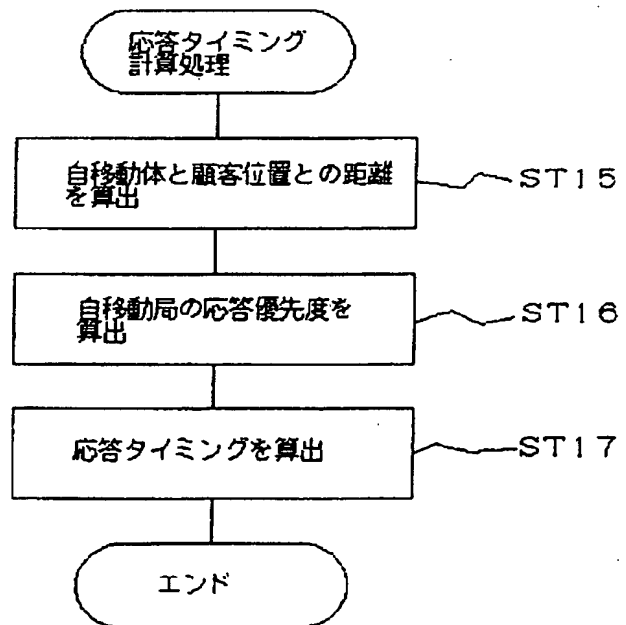 応答タイミング
計算処理
自移動体と顧客位置との距離
を算出
ST15
自移動局の応答優先度を
算出
ST16
応答タイミングを算出
ST17
エンド